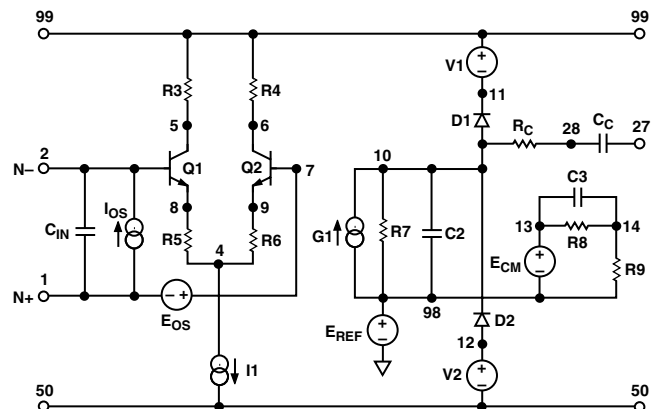 99 99
V1
+
−
R3 R4
11
D1
5 6
R_C 28 C_C 27
2
N− Q1 Q2 7
10
C3
I_OS
8 9
C_IN
G1 R7 C2
13 R8 14
R5 4 R6
E_CM
+
−
R9
1
N+
− +
E_OS
98
D2
E_REF
+
−
12
I1
V2
+
−
50 50